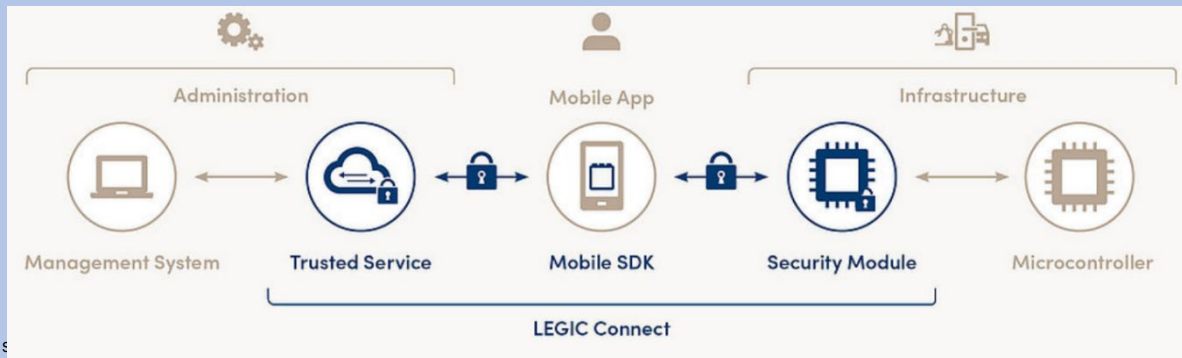 Administration
Mobile App
Infrastructure
Management System
Trusted Service
Mobile SDK
Security Module
Microcontroller
LEGIC Connect